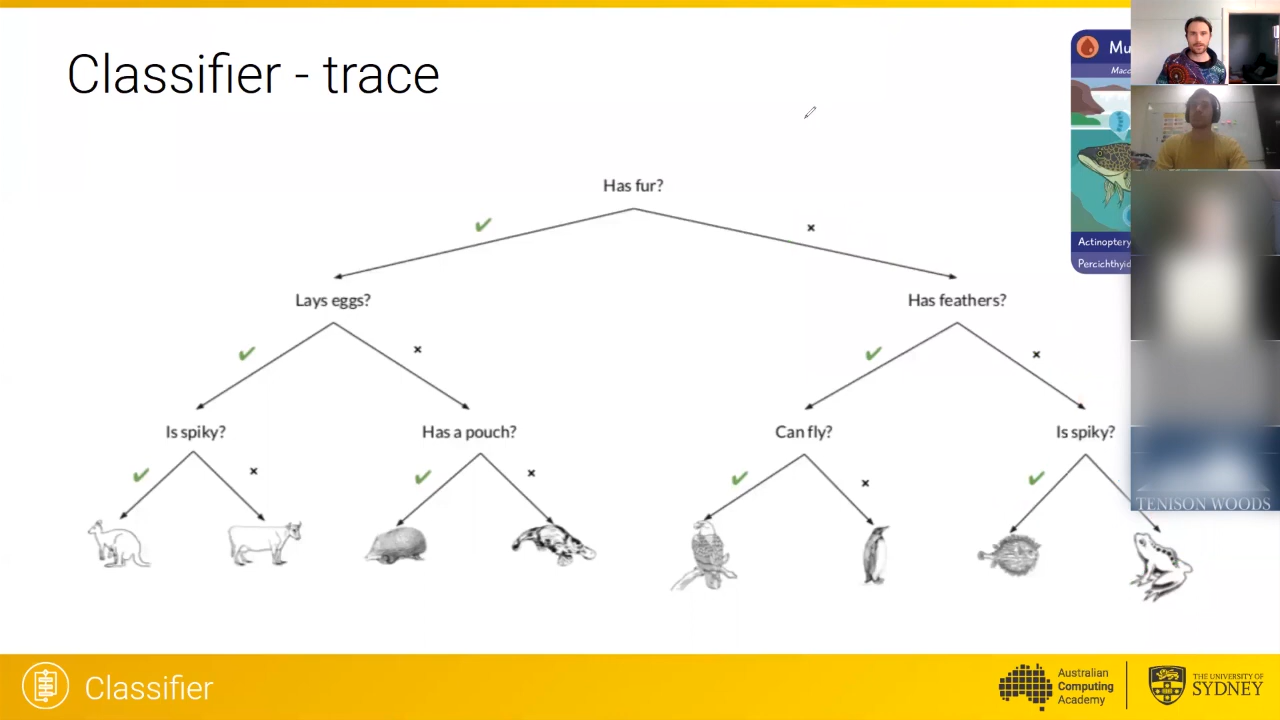 Classifier - trace
Mu
Macc
Has fur?
Actinoptery
Percichthyid
Lays eggs?
Has feathers?
Is spiky?
Has a pouch?
Can fly?
Is spiky?
TENISON WOODS
Classifier
Australian
Computing
Academy
THE UNIVERSITY OF
SYDNEY